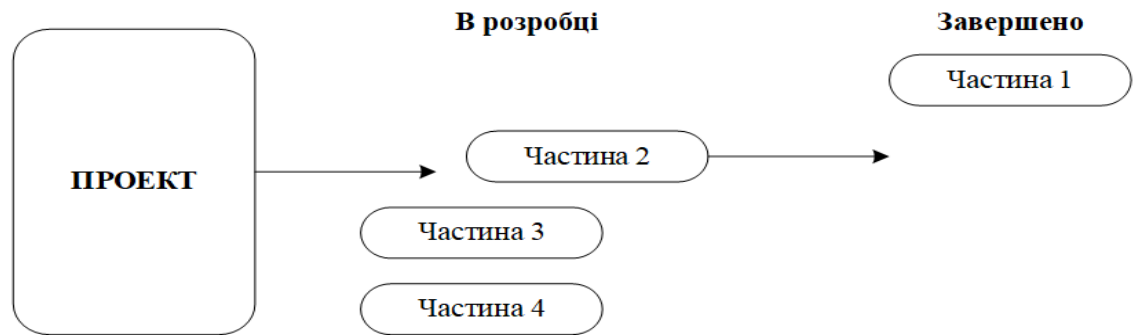 В розробці
Завершено
Частина 1
Частина 2
ПРОЕКТ
Частина 3
Частина 4